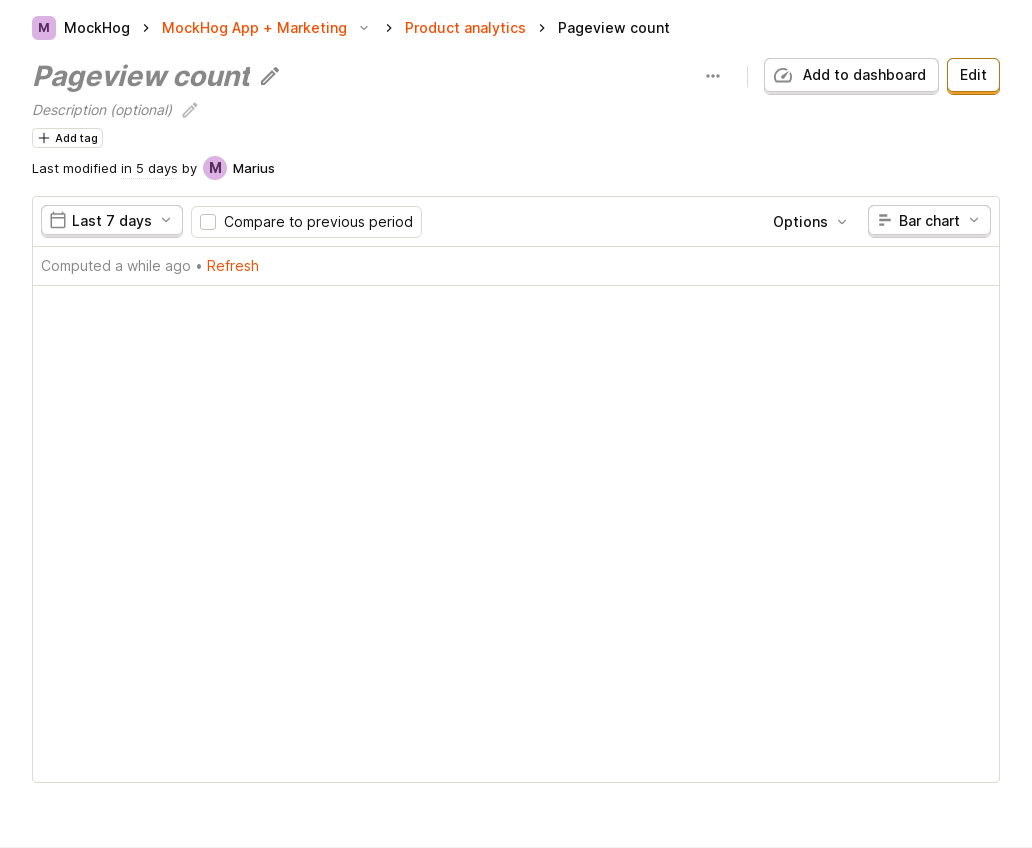 M MockHog MockHog App + Marketing Product analytics Pageview count
Pageview count
Add to dashboard Edit
Description (optional)
Add tag
Last modified in 5 days by M Marius
Last 7 days Compare to previous period Options Bar chart
Computed a while ago • Refresh